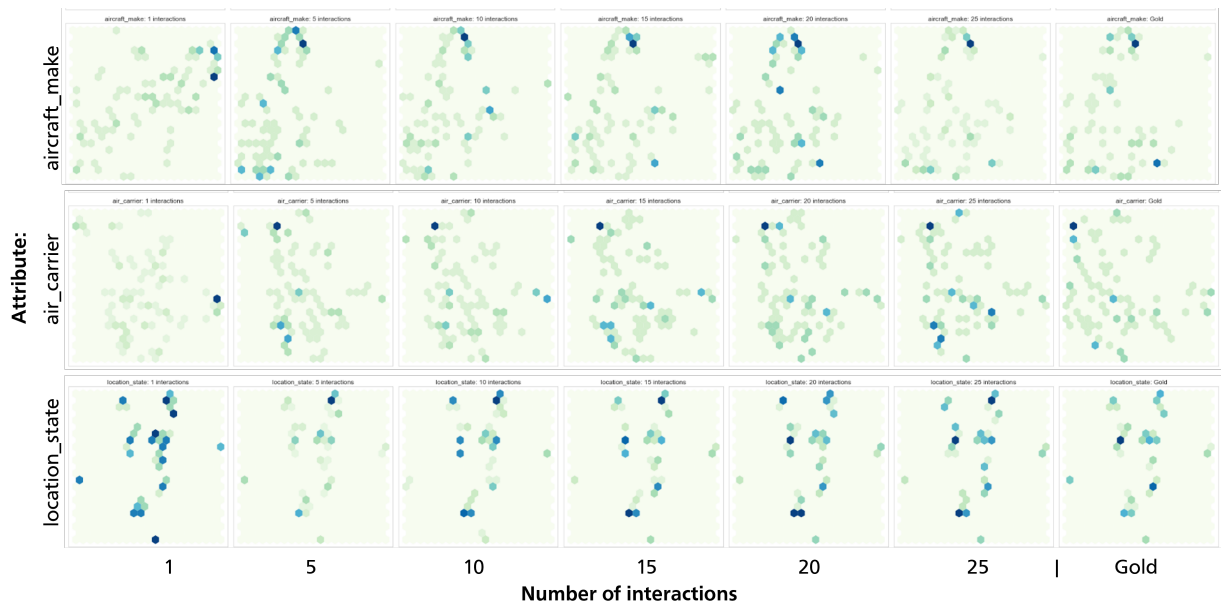 aircraft_make: 1 interactions aircraft_make: 5 interactions aircraft_make: 10 interactions aircraft_make: 15 interactions aircraft_make: 20 interactions aircraft_make: 25 interactions aircraft_make: Gold
aircraft_make
air_carrier: 1 interactions air_carrier: 5 interactions air_carrier: 10 interactions air_carrier: 15 interactions air_carrier: 20 interactions air_carrier: 25 interactions air_carrier: Gold
Attribute:
air_carrier
location_state: 1 interactions location_state: 5 interactions location_state: 10 interactions location_state: 15 interactions location_state: 20 interactions location_state: 25 interactions location_state: Gold
location_state
1 5 10 15 20 25 | Gold
Number of interactions